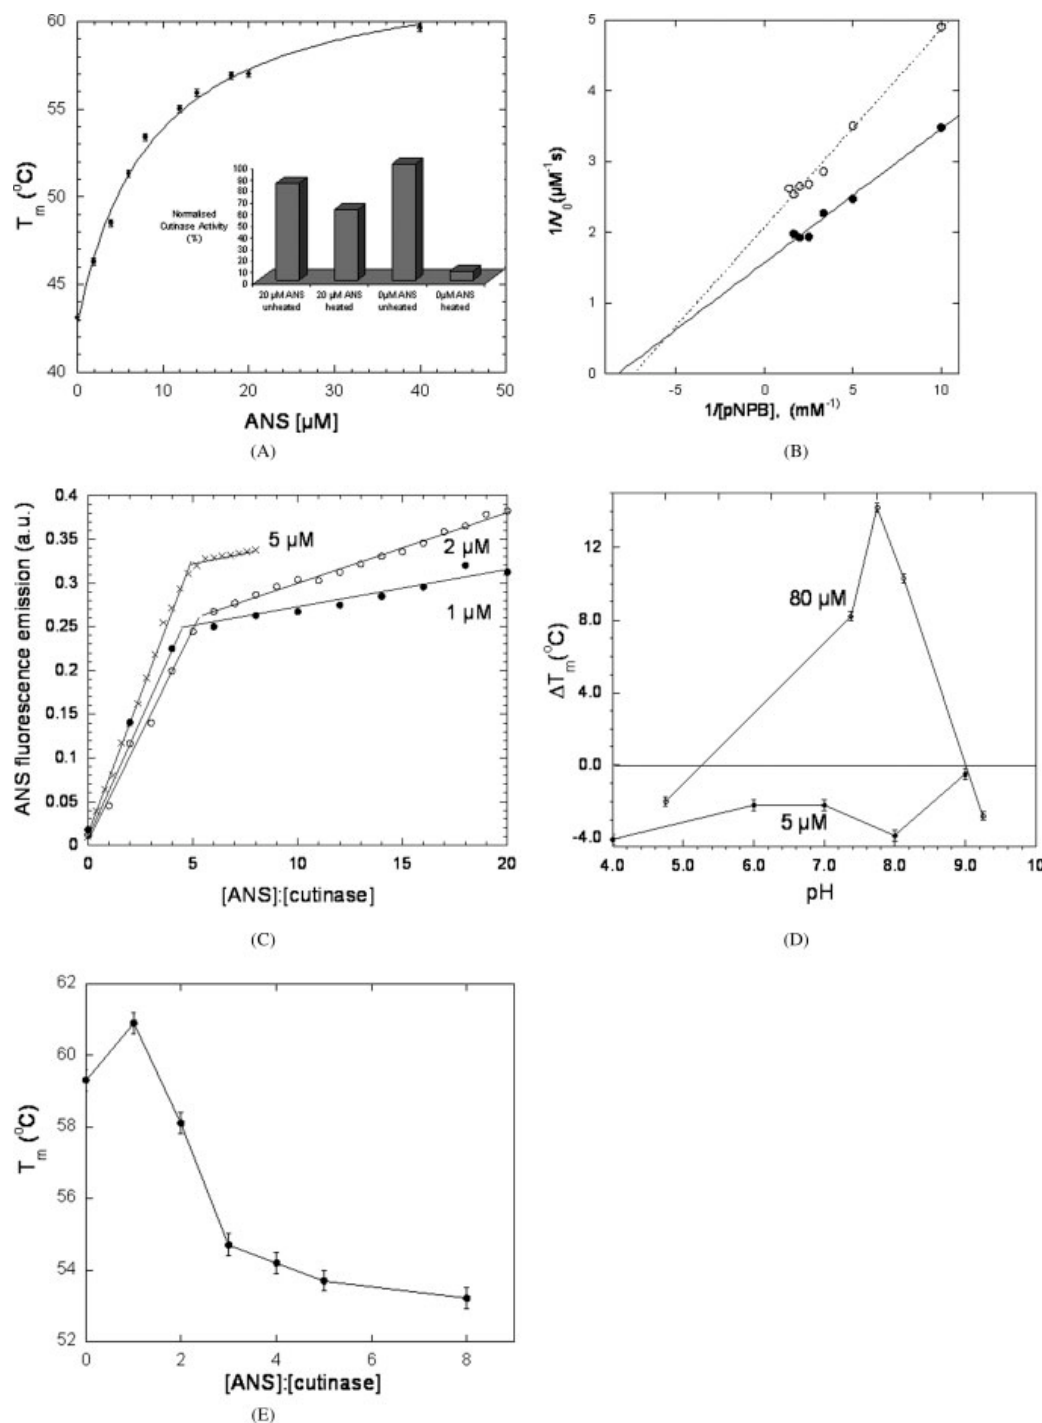 60
55
50
45
40
T_m (°C)
100
90
80
70
60
50
40
30
20
10
0
Normalised
Cutinase Activity
(%)
20 µM ANS
unheated
20 µM ANS
heated
0µM ANS
unheated
0µM ANS
heated
0 10 20 30 40 50
ANS [µM]
(A)
5
4
3
2
1
0
1/V₀ (µM⁻¹s)
-5 0 5 10
1/[pNPB], (mM⁻¹)
(B)
0.4
0.35
0.3
0.25
0.2
0.15
0.1
0.05
0
ANS fluorescence emission (a.u.)
5 µM
2 µM
1 µM
0 5 10 15 20
[ANS]:[cutinase]
(C)
12
8.0
4.0
0.0
-4.0
ΔT_m (°C)
80 µM
5 µM
4.0 5.0 6.0 7.0 8.0 9.0 10
pH
(D)
62
60
58
56
54
52
T_m (°C)
0 2 4 6 8
[ANS]:[cutinase]
(E)